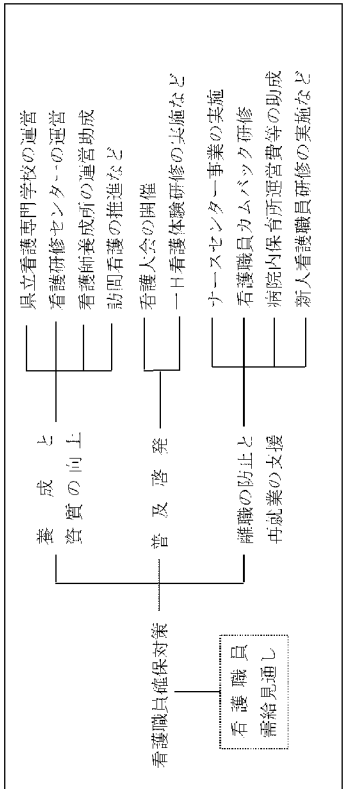 看護職員確保対策
看護職員
需給見通し
養成と
資質の向上
県立看護専門学校の運営
看護研修センターの運営
看護師養成所の運営助成
訪問看護の推進など
普及啓発
看護大会の開催
一日看護体験研修の実施など
離職の防止と
再就業の支援
ナースセンター事業の実施
看護職員カムバック研修
病院内保育所運営費等の助成
新人看護職員研修の実施など